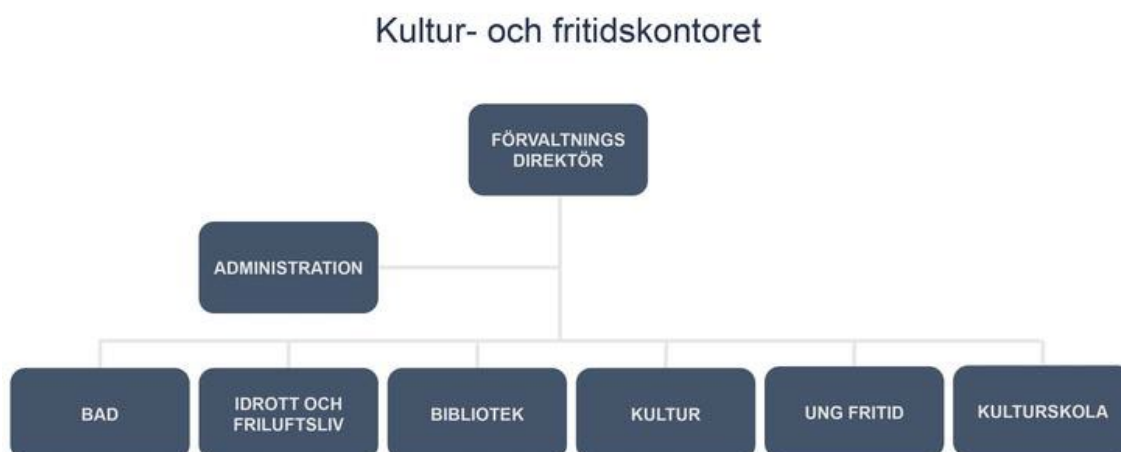 Kultur- och fritidskontoret
FÖRVALTNINGS
DIREKTÖR
ADMINISTRATION
BAD
IDROTT OCH
FRILUFTSLIV
BIBLIOTEK
KULTUR
UNG FRITID
KULTURSKOLA